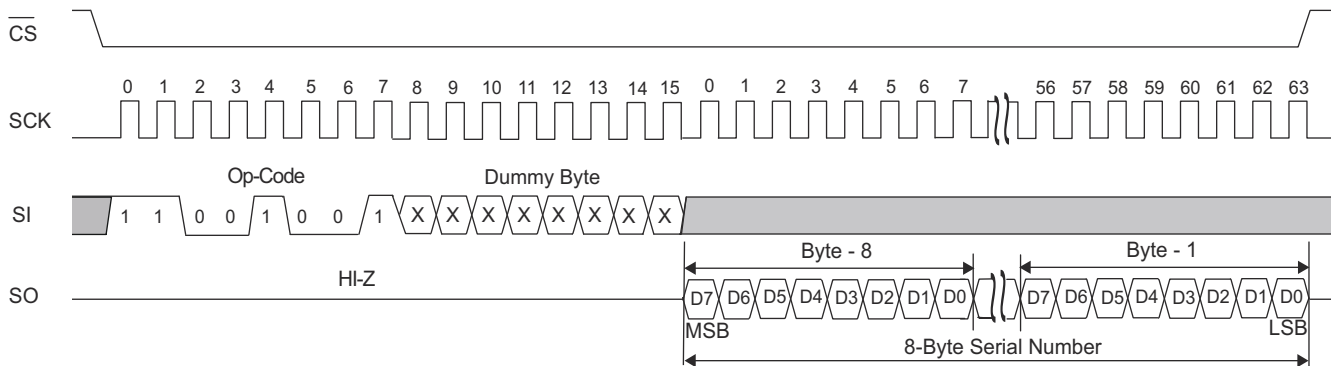 CS
0 1 2 3 4 5 6 7 8 9 10 11 12 13 14 15 0 1 2 3 4 5 6 7 56 57 58 59 60 61 62 63
SCK
Op-Code Dummy Byte
SI 1 1 0 0 1 0 0 1 X X X X X X X X
Byte - 8 Byte - 1
HI-Z
SO D7 D6 D5 D4 D3 D2 D1 D0 D7 D6 D5 D4 D3 D2 D1 D0
MSB LSB
8-Byte Serial Number